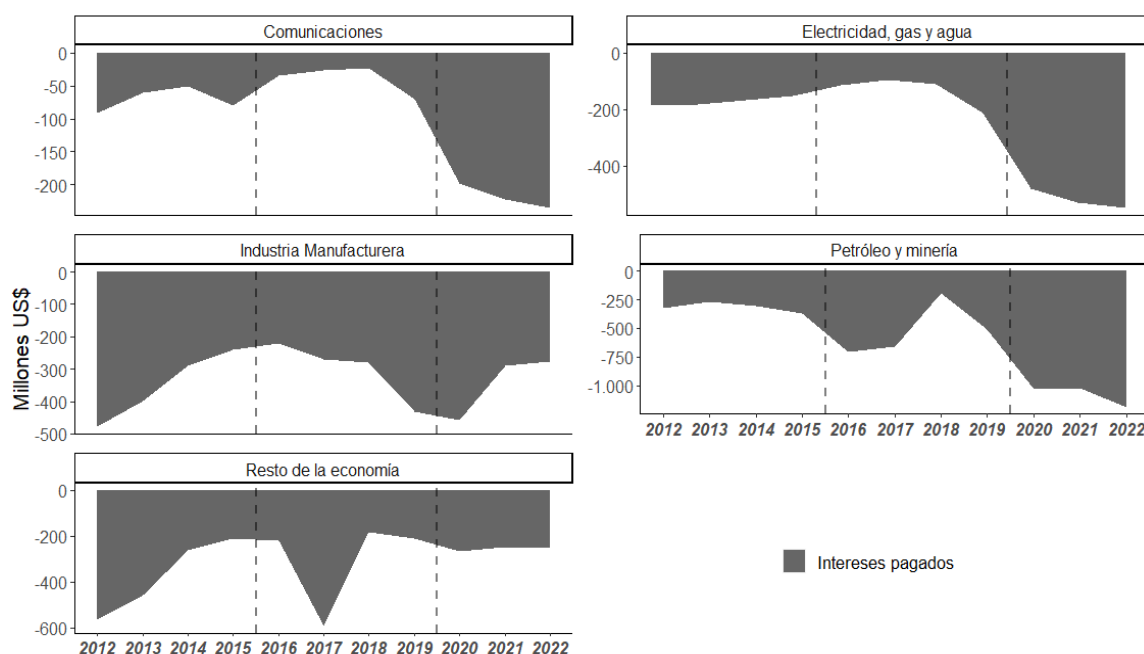 Comunicaciones
0
-50
-100
-150
-200
Electricidad, gas y agua
0
-200
-400
Millones US$
Industria Manufacturera
0
-100
-200
-300
-400
-500
Petróleo y minería
0
-250
-500
-750
-1.000
2012 2013 2014 2015 2016 2017 2018 2019 2020 2021 2022
Resto de la economía
0
-200
-400
-600
2012 2013 2014 2015 2016 2017 2018 2019 2020 2021 2022
Intereses pagados